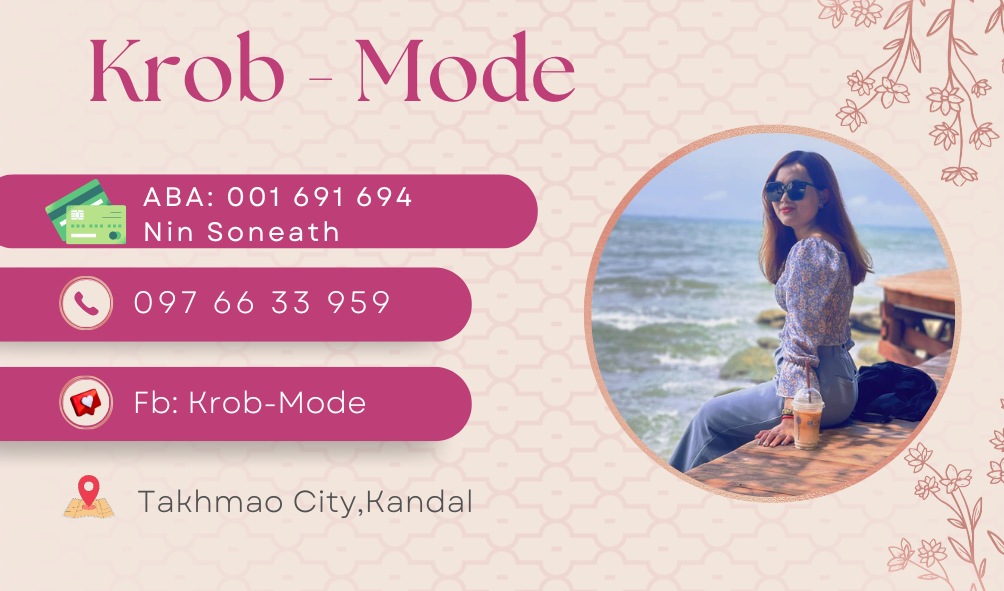 Krob - Mode
ABA: 001 691 694
Nin Soneath
097 66 33 959
Fb: Krob-Mode
Takhmao City,Kandal